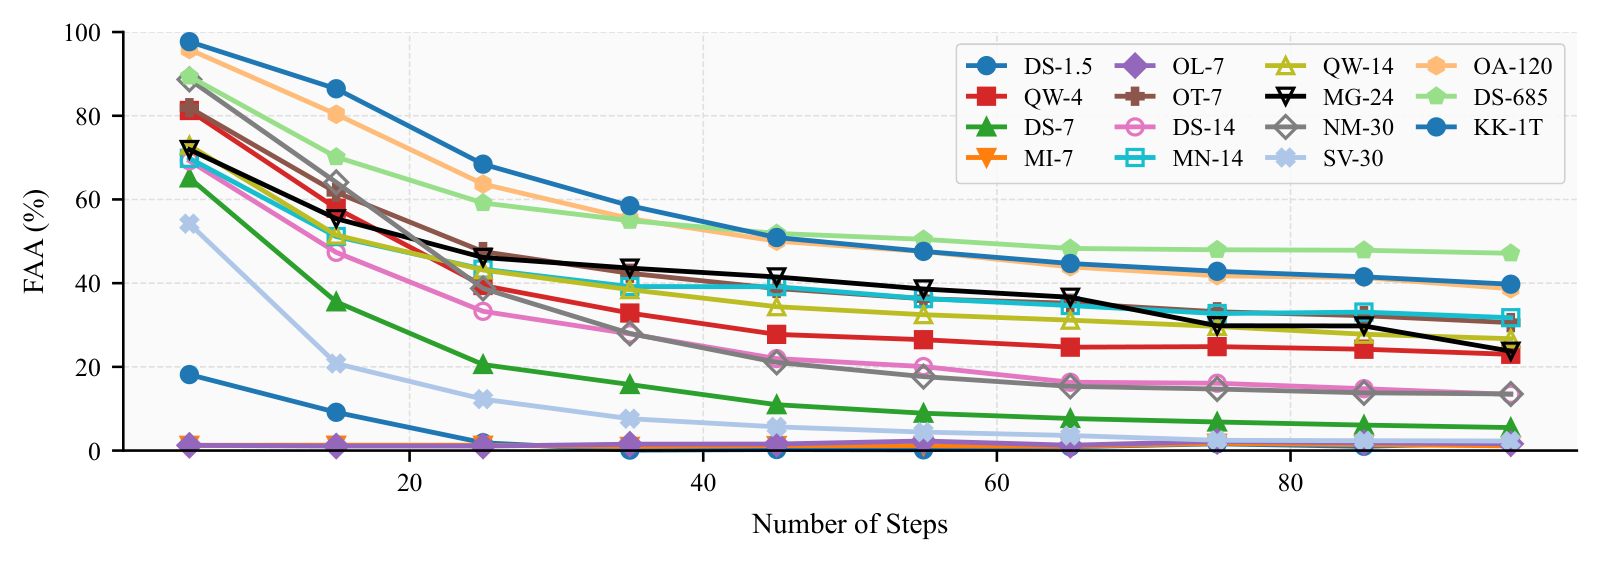 FAA (%)
100
80
60
40
20
0
DS-1.5 OL-7 QW-14 OA-120
QW-4 OT-7 MG-24 DS-685
DS-7 DS-14 NM-30 KK-1T
MI-7 MN-14 SV-30
20 40 60 80
Number of Steps